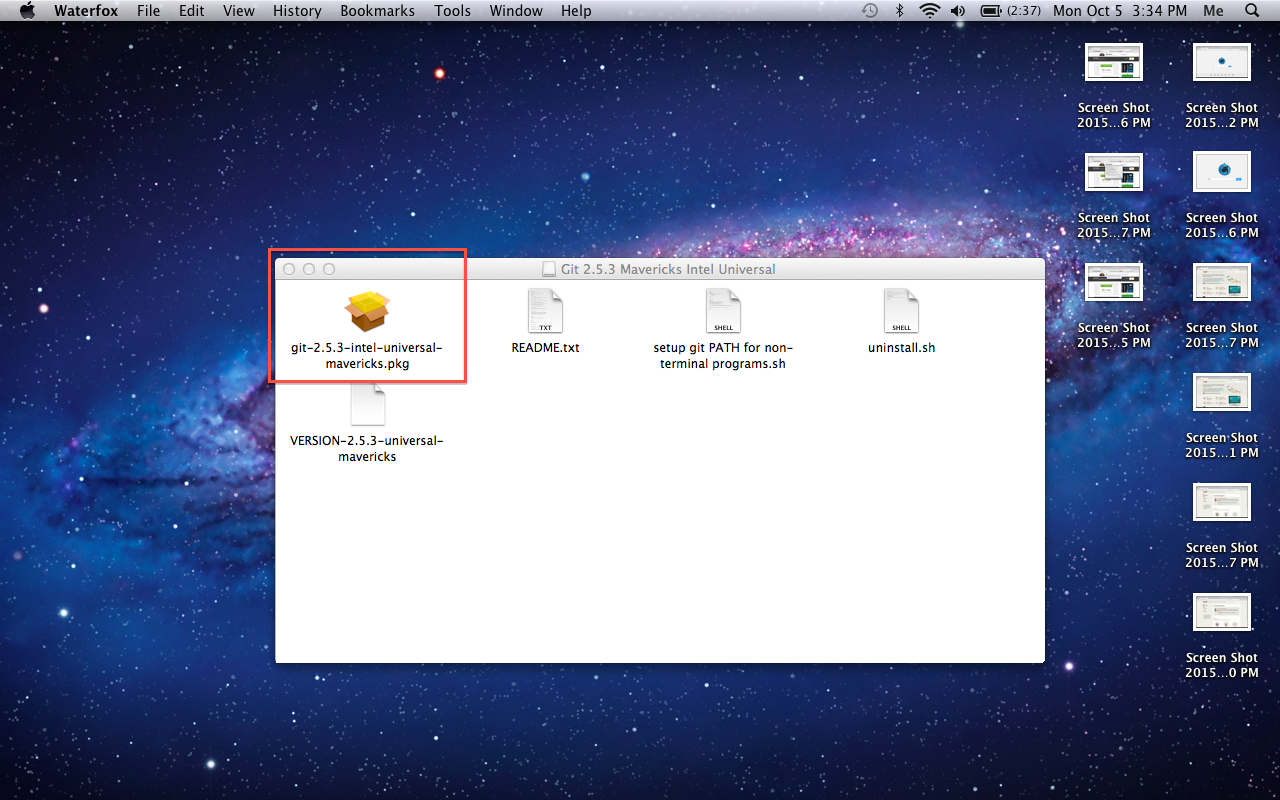 Waterfox File Edit View History Bookmarks Tools Window Help (2:37) Mon Oct 5 3:34 PM Me
Screen Shot
2015...6 PM
Screen Shot
2015...2 PM
Screen Shot
2015...7 PM
Screen Shot
2015...6 PM
Screen Shot
2015...5 PM
Screen Shot
2015...7 PM
Screen Shot
2015...1 PM
Screen Shot
2015...7 PM
Screen Shot
2015...0 PM
Git 2.5.3 Mavericks Intel Universal
git-2.5.3-intel-universal-
mavericks.pkg
TXT
README.txt
SHELL
setup git PATH for non-
terminal programs.sh
SHELL
uninstall.sh
VERSION-2.5.3-universal-
mavericks